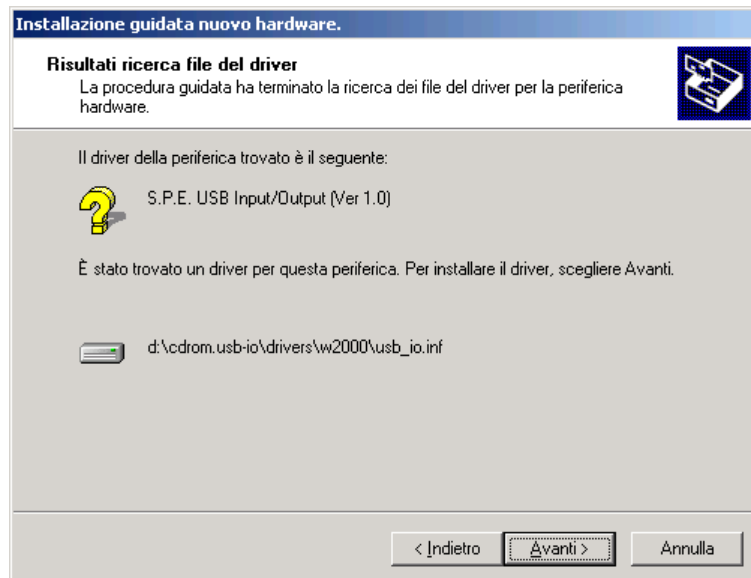 Installazione guidata nuovo hardware.
Risultati ricerca file del driver
La procedura guidata ha terminato la ricerca dei file del driver per la periferica
hardware.
Il driver della periferica trovato è il seguente:
S.P.E. USB Input/Output (Ver 1.0)
È stato trovato un driver per questa periferica. Per installare il driver, scegliere Avanti.
d:\cdrom.usb-io\drivers\w2000\usb_io.inf
< Indietro
Avanti >
Annulla